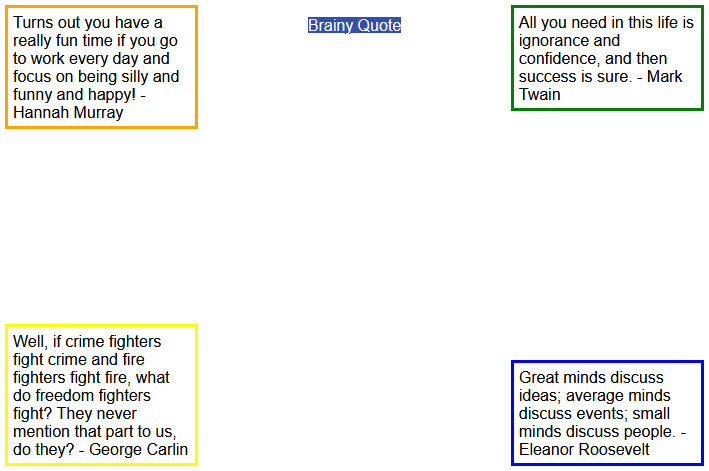 Turns out you have a
really fun time if you go
to work every day and
focus on being silly and
funny and happy! -
Hannah Murray
Brainy Quote
All you need in this life is
ignorance and
confidence, and then
success is sure. - Mark
Twain
Well, if crime fighters
fight crime and fire
fighters fight fire, what
do freedom fighters
fight? They never
mention that part to us,
do they? - George Carlin
Great minds discuss
ideas; average minds
discuss events; small
minds discuss people. -
Eleanor Roosevelt